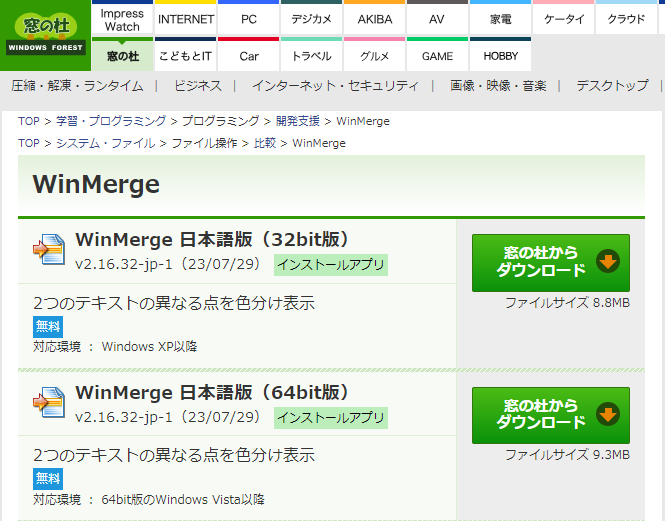 窓の杜
WINDOWS FOREST
Impress Watch
INTERNET
PC
デジカメ
AKIBA
AV
家電
ケータイ
クラウド
窓の杜
こどもとIT
Car
トラベル
グルメ
GAME
HOBBY
圧縮・解凍・ランタイム | ビジネス | インターネット・セキュリティ | 画像・映像・音楽 | デスクトップ |
TOP > 学習・プログラミング > プログラミング > 開発支援 > WinMerge
TOP > システム・ファイル > ファイル操作 > 比較 > WinMerge
WinMerge
WinMerge 日本語版（32bit版）
v2.16.32-jp-1（23/07/29） インストールアプリ
窓の杜から
ダウンロード
ファイルサイズ 8.8MB
2つのテキストの異なる点を色分け表示
無料
対応環境 ： Windows XP以降
WinMerge 日本語版（64bit版）
v2.16.32-jp-1（23/07/29） インストールアプリ
窓の杜から
ダウンロード
ファイルサイズ 9.3MB
2つのテキストの異なる点を色分け表示
無料
対応環境 ： 64bit版のWindows Vista以降